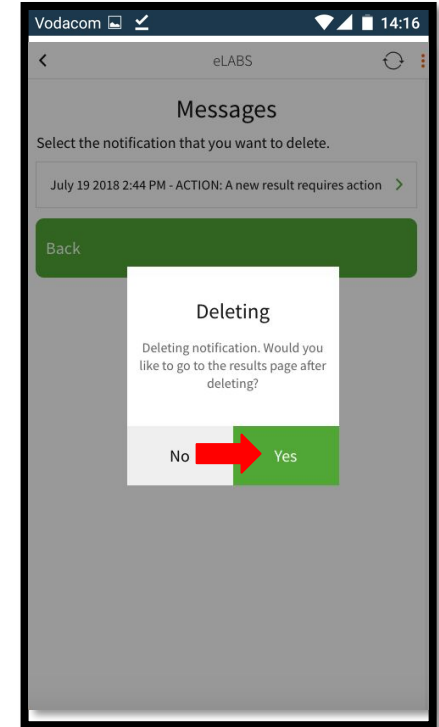 Vodacom 14:16
eLABS
Messages
Select the notification that you want to delete.
July 19 2018 2:44 PM - ACTION: A new result requires action
Back
Deleting
Deleting notification. Would you
like to go to the results page after
deleting?
No Yes